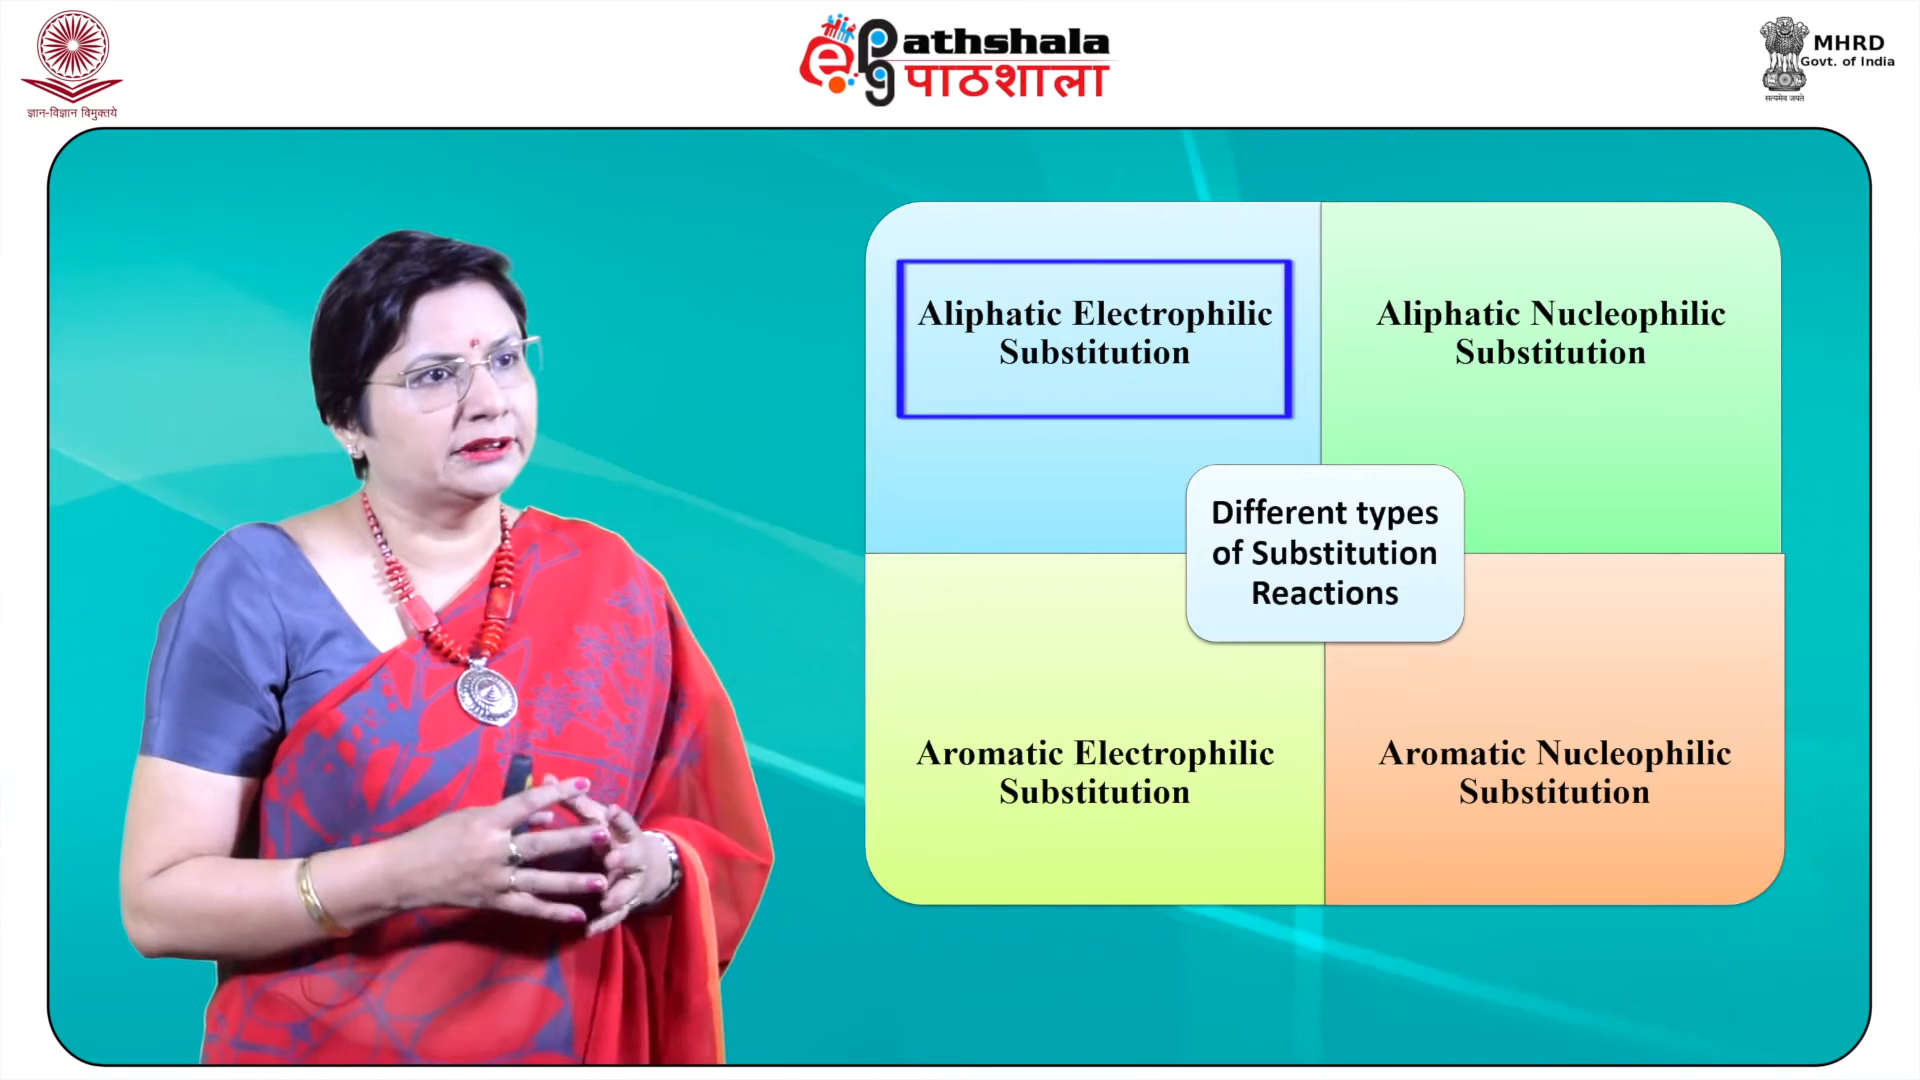 ज्ञान-विज्ञान विमुक्तये
e
pg
athshala
पाठशाला
MHRD
Govt. of India
सत्यमेव जयते
Aliphatic Electrophilic
Substitution
Aliphatic Nucleophilic
Substitution
Different types
of Substitution
Reactions
Aromatic Electrophilic
Substitution
Aromatic Nucleophilic
Substitution